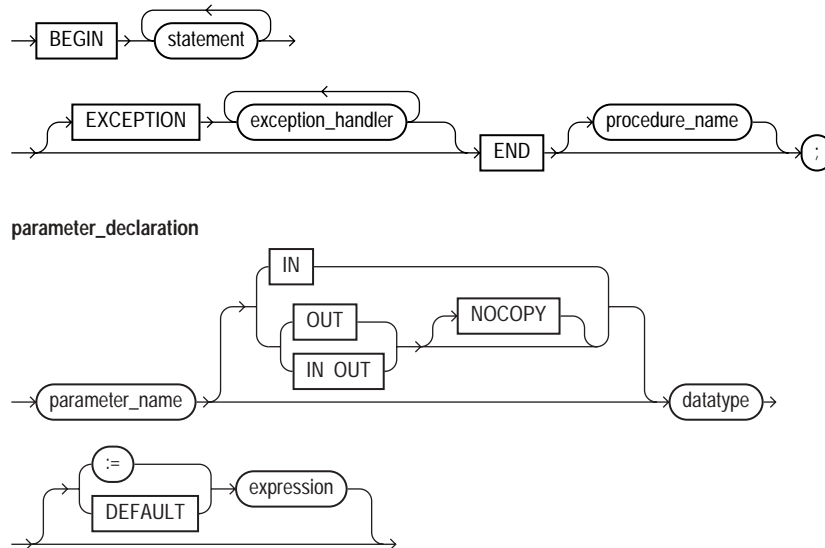 BEGIN statement
EXCEPTION exception_handler END procedure_name ;
parameter_declaration
IN
OUT NOCOPY
IN OUT
parameter_name datatype
:=
DEFAULT expression